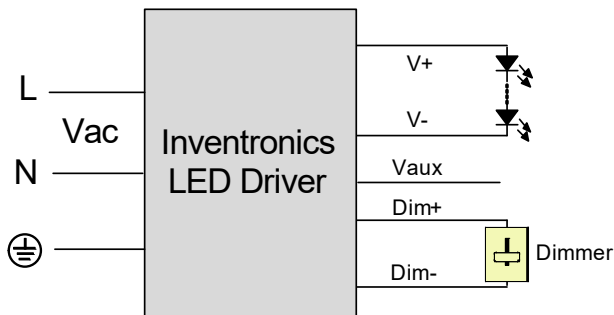 L
Vac
N
Inventronics
LED Driver
V+
V-
Vaux
Dim+
Dim-
Dimmer